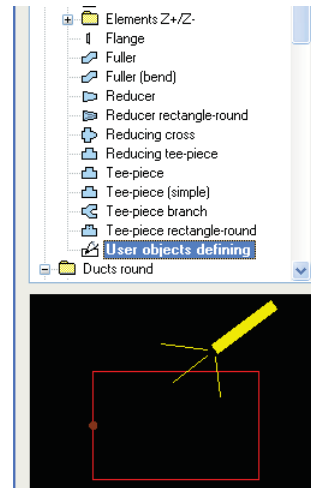 Elements Z+/Z-
Flange
Fuller
Fuller (bend)
Reducer
Reducer rectangle-round
Reducing cross
Reducing tee-piece
Tee-piece
Tee-piece (simple)
Tee-piece branch
Tee-piece rectangle-round
User objects defining
Ducts round